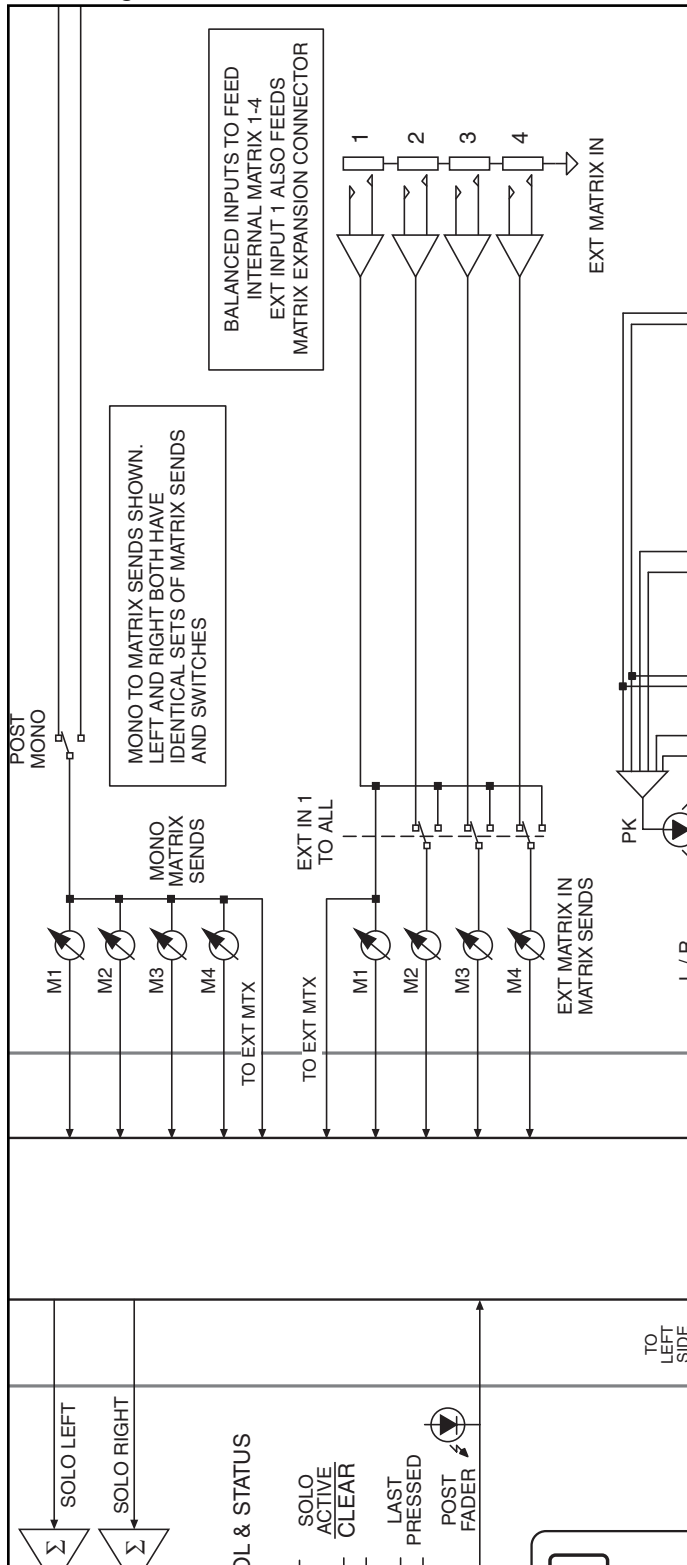 POST
MONO
MONO
MATRIX
SENDS
M1
M2
M3
M4
TO EXT MTX
MONO TO MATRIX SENDS SHOWN.
LEFT AND RIGHT BOTH HAVE
IDENTICAL SETS OF MATRIX SENDS
AND SWITCHES
BALANCED INPUTS TO FEED
INTERNAL MATRIX 1-4
EXT INPUT 1 ALSO FEEDS
MATRIX EXPANSION CONNECTOR
1
2
3
4
EXT MATRIX IN
EXT IN 1
TO ALL
TO EXT MTX
M1
M2
M3
M4
EXT MATRIX IN
MATRIX SENDS
PK
SOLO LEFT
SOLO RIGHT
Σ
Σ
OL & STATUS
SOLO
ACTIVE
CLEAR
LAST
PRESSED
POST
FADER
TO
LEFT
SIDE